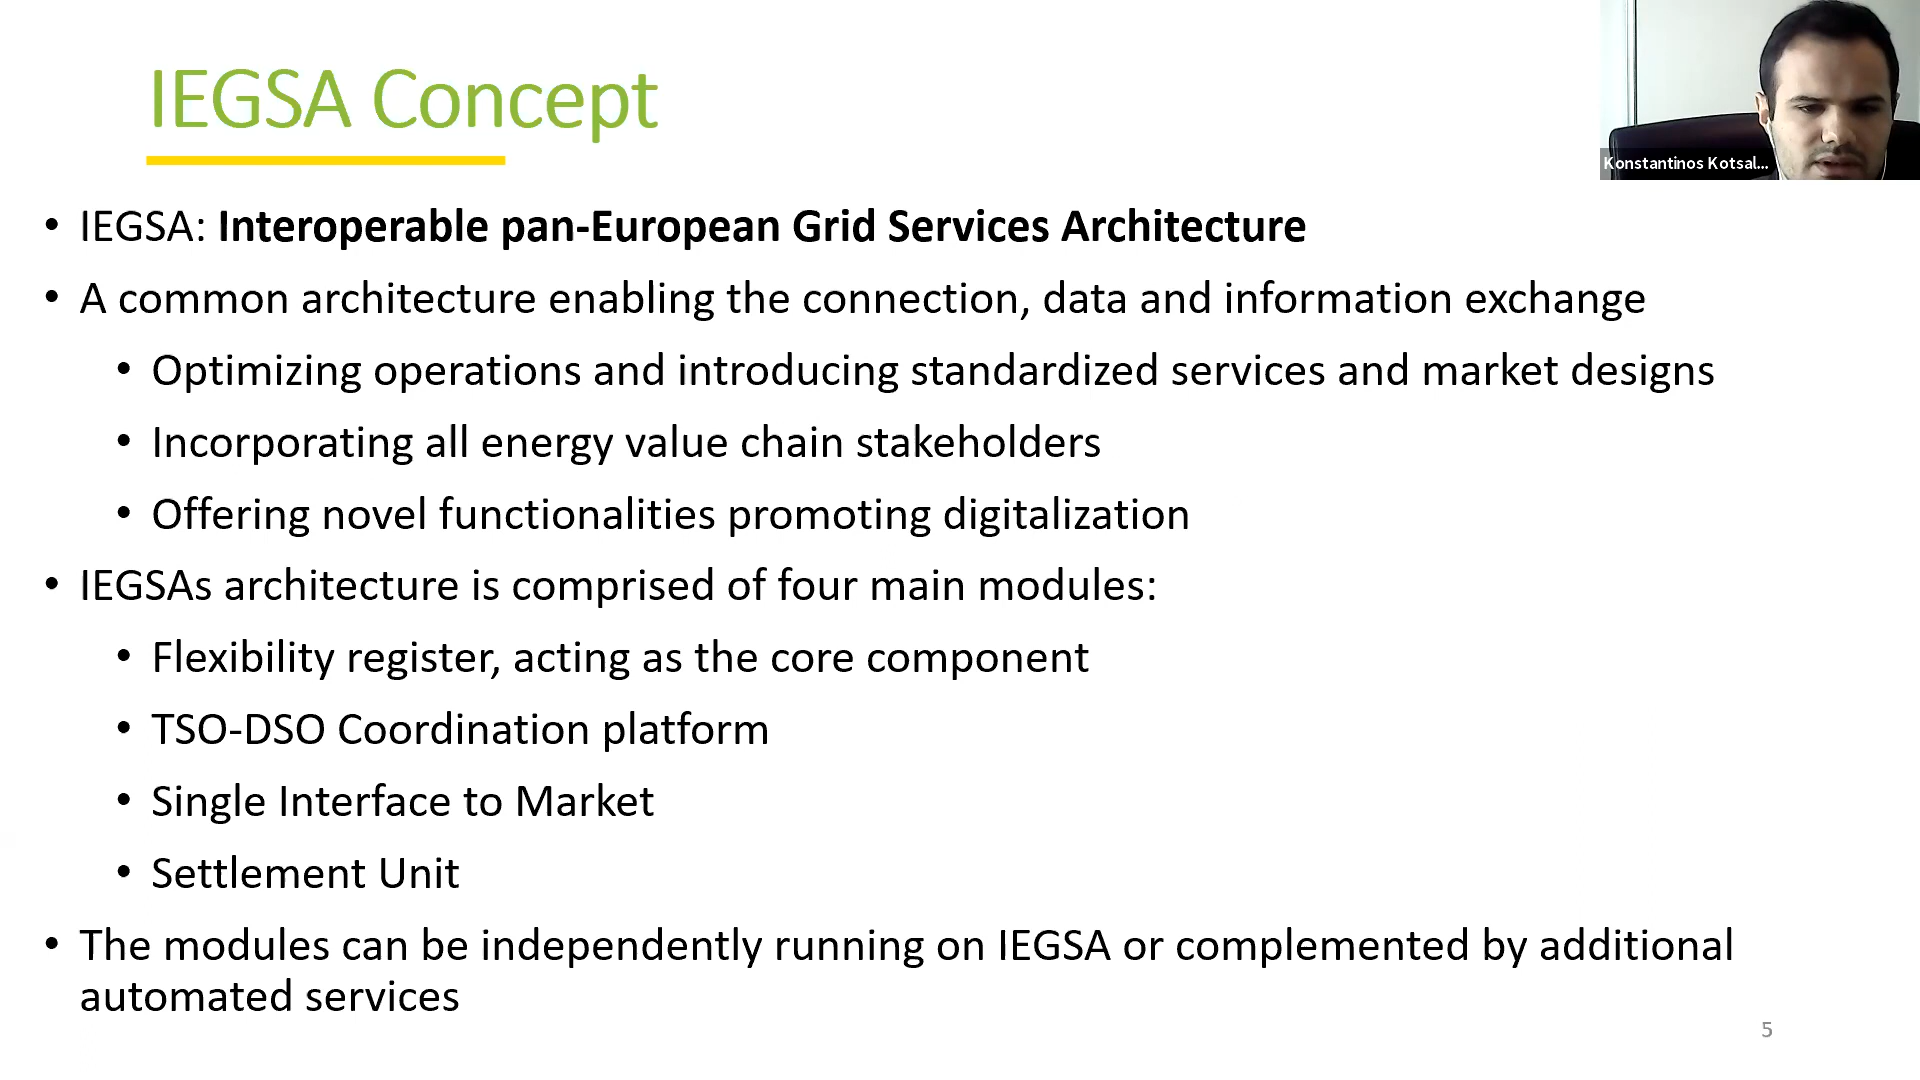 IEGSA Concept
Konstantinos Kotsal...
• IEGSA: Interoperable pan-European Grid Services Architecture
• A common architecture enabling the connection, data and information exchange
• Optimizing operations and introducing standardized services and market designs
• Incorporating all energy value chain stakeholders
• Offering novel functionalities promoting digitalization
• IEGSAs architecture is comprised of four main modules:
• Flexibility register, acting as the core component
• TSO-DSO Coordination platform
• Single Interface to Market
• Settlement Unit
• The modules can be independently running on IEGSA or complemented by additional
automated services
5